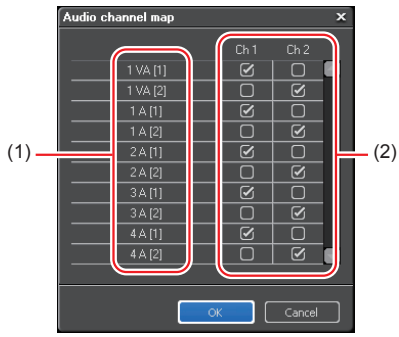 Audio channel map
Ch 1 Ch 2
1 VA [1]
1 VA [2]
1 A [1]
1 A [2]
(1) 2 A [1] (2)
2 A [2]
3 A [1]
3 A [2]
4 A [1]
4 A [2]
OK Cancel